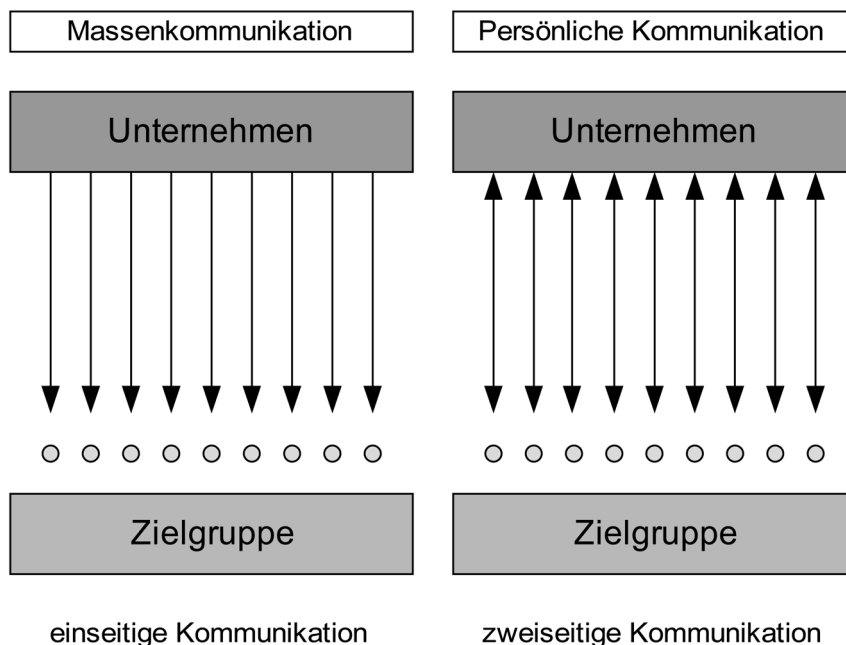 Massenkommunikation
Persönliche Kommunikation
Unternehmen
Unternehmen
Zielgruppe
Zielgruppe
einseitige Kommunikation
zweiseitige Kommunikation